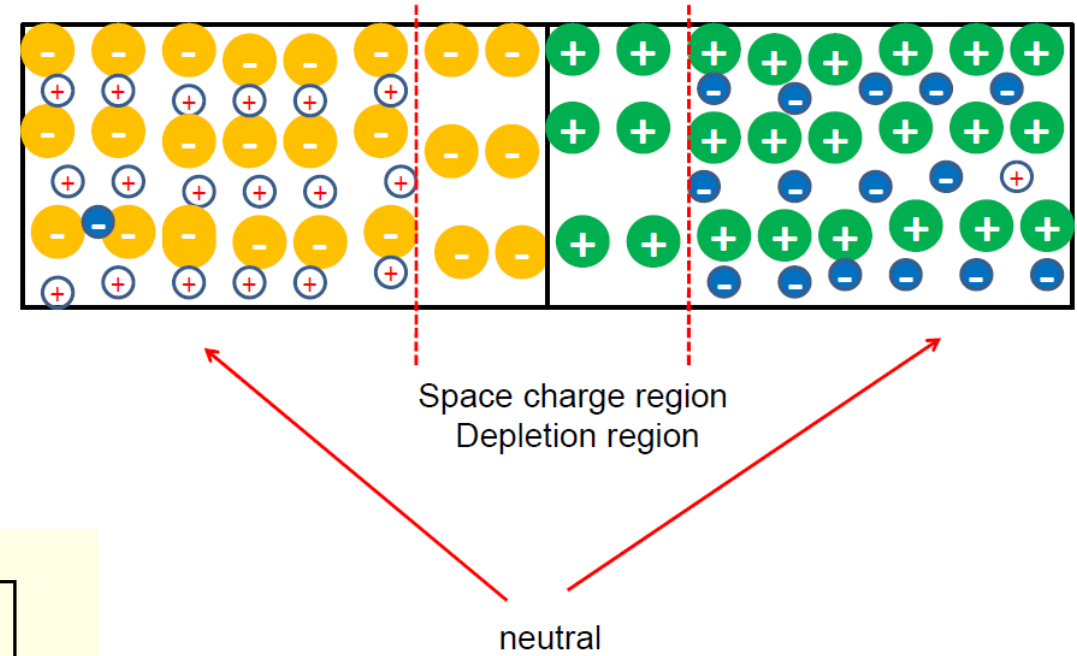 - - - - - - - - + + + + + + + +
+ + + + + + - - - - -
- - - - - - - - + + + + + + + +
+ + + + + + - - - - +
- - - - - - - - - + + + + + + + +
+ + + + + + - - - - - -
Space charge region
Depletion region
neutral